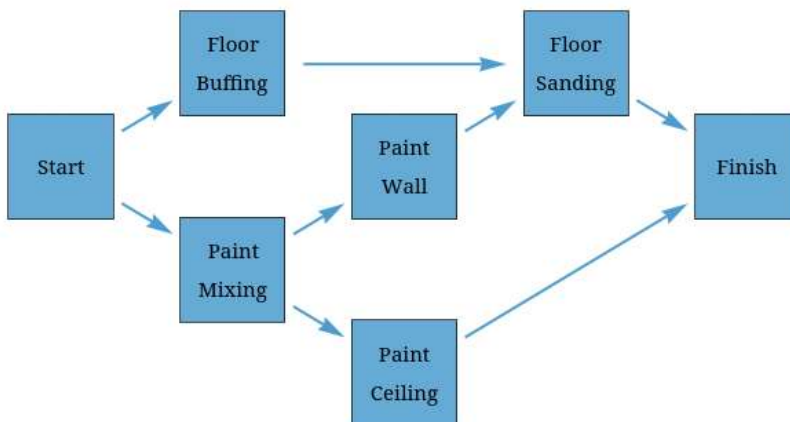 Floor
Buffing
Floor
Sanding
Start
Paint
Wall
Finish
Paint
Mixing
Paint
Ceiling